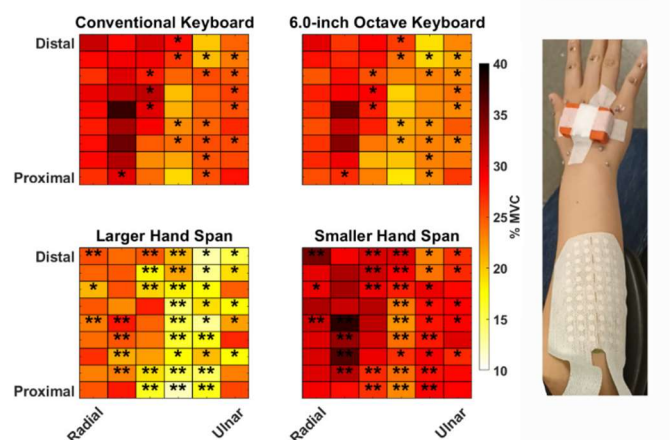 Conventional Keyboard
6.0-inch Octave Keyboard
Distal
Proximal
40
35
30
25
20
15
10
% MVC
Larger Hand Span
Smaller Hand Span
Distal
Proximal
Radial
Ulnar
Radial
Ulnar